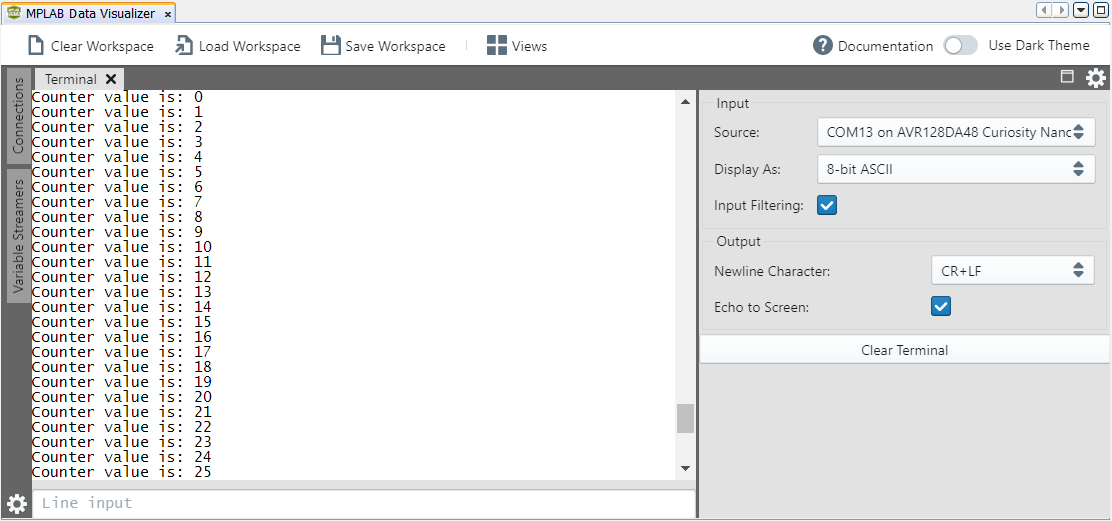 MPLAB Data Visualizer
Clear Workspace Load Workspace Save Workspace Views Documentation Use Dark Theme
Connections
Variable Streamers
Terminal
Counter value is: 0
Counter value is: 1
Counter value is: 2
Counter value is: 3
Counter value is: 4
Counter value is: 5
Counter value is: 6
Counter value is: 7
Counter value is: 8
Counter value is: 9
Counter value is: 10
Counter value is: 11
Counter value is: 12
Counter value is: 13
Counter value is: 14
Counter value is: 15
Counter value is: 16
Counter value is: 17
Counter value is: 18
Counter value is: 19
Counter value is: 20
Counter value is: 21
Counter value is: 22
Counter value is: 23
Counter value is: 24
Counter value is: 25
Line input
Input
Source: COM13 on AVR128DA48 Curiosity Nanc
Display As: 8-bit ASCII
Input Filtering:
Output
Newline Character: CR+LF
Echo to Screen:
Clear Terminal